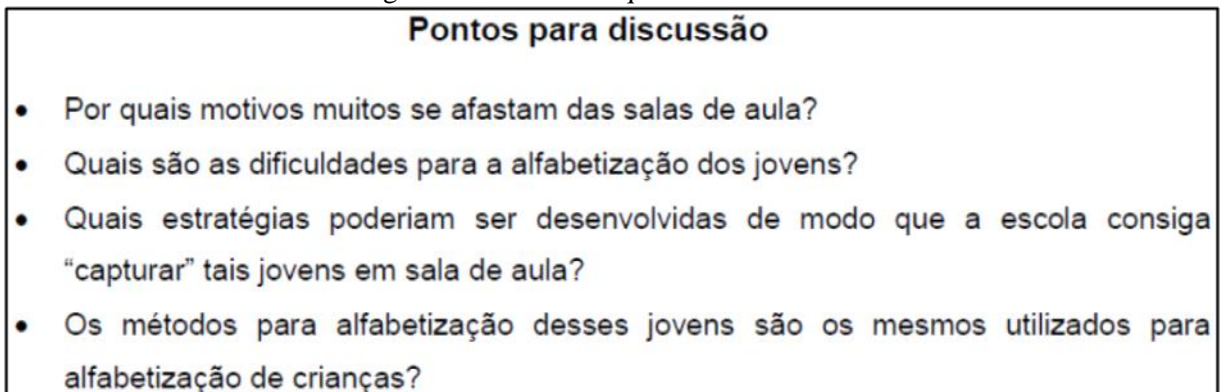 Pontos para discussão
• Por quais motivos muitos se afastam das salas de aula?
• Quais são as dificuldades para a alfabetização dos jovens?
• Quais estratégias poderiam ser desenvolvidas de modo que a escola consiga
“capturar” tais jovens em sala de aula?
• Os métodos para alfabetização desses jovens são os mesmos utilizados para
alfabetização de crianças?